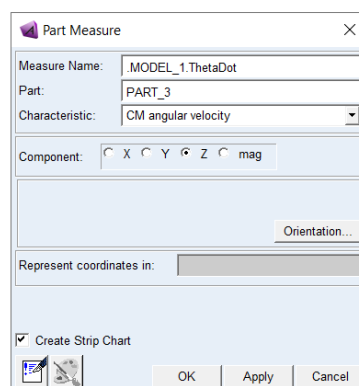 Part Measure
Measure Name: .MODEL_1.ThetaDot
Part: PART_3
Characteristic: CM angular velocity
Component: X Y Z mag
Orientation...
Represent coordinates in:
Create Strip Chart
OK Apply Cancel